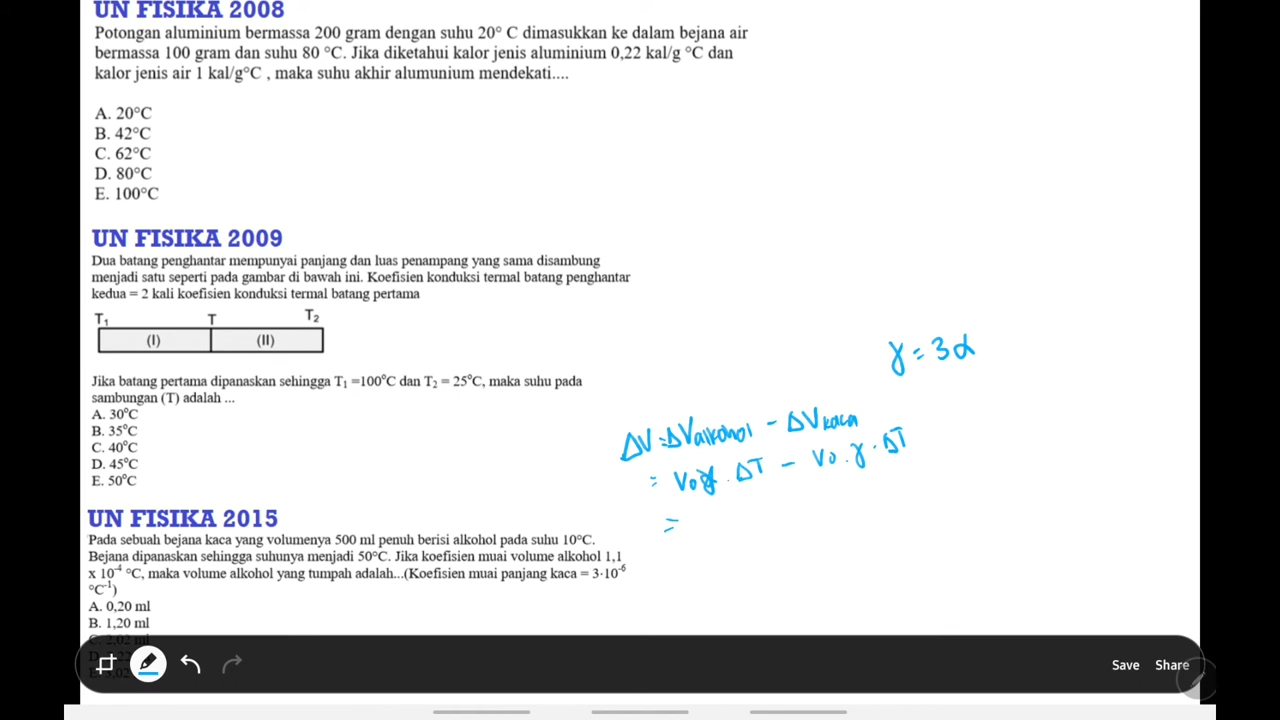 UN FISIKA 2008
Potongan aluminium bermassa 200 gram dengan suhu 20° C dimasukkan ke dalam bejana air
bermassa 100 gram dan suhu 80 °C. Jika diketahui kalor jenis aluminium 0,22 kal/g °C dan
kalor jenis air 1 kal/g°C , maka suhu akhir alumunium mendekati....
A. 20°C
B. 42°C
C. 62°C
D. 80°C
E. 100°C
UN FISIKA 2009
Dua batang penghantar mempunyai panjang dan luas penampang yang sama disambung
menjadi satu seperti pada gambar di bawah ini. Koefisien konduksi termal batang penghantar
kedua = 2 kali koefisien konduksi termal batang pertama
T₁ T T₂
(I) (II)
Jika batang pertama dipanaskan sehingga T₁ =100°C dan T₂ = 25°C, maka suhu pada
sambungan (T) adalah ...
A. 30°C
B. 35°C
C. 40°C
D. 45°C
E. 50°C
γ = 3α
ΔV = ΔValkohol - ΔVkaca
= V₀γ . ΔT - V₀ . γ . ΔT
=
UN FISIKA 2015
Pada sebuah bejana kaca yang volumenya 500 ml penuh berisi alkohol pada suhu 10°C.
Bejana dipanaskan sehingga suhunya menjadi 50°C. Jika koefisien muai volume alkohol 1,1
x 10⁻⁴ °C, maka volume alkohol yang tumpah adalah...(Koefisien muai panjang kaca = 3·10⁻⁶
°C⁻¹)
A. 0,20 ml
B. 1,20 ml
C. 2,02 ml
Save Share